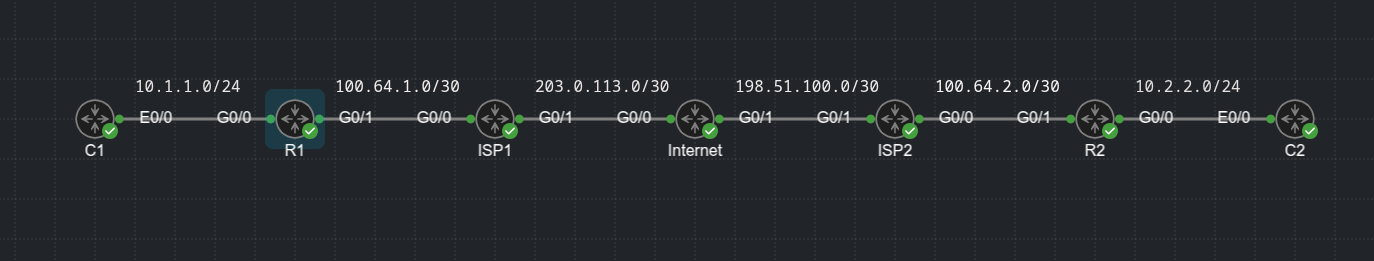 10.1.1.0/24 100.64.1.0/30 203.0.113.0/30 198.51.100.0/30 100.64.2.0/30 10.2.2.0/24
E0/0 G0/0 G0/1 G0/0 G0/1 G0/0 G0/1 G0/1 G0/0 G0/1 G0/0 E0/0
C1 R1 ISP1 Internet ISP2 R2 C2